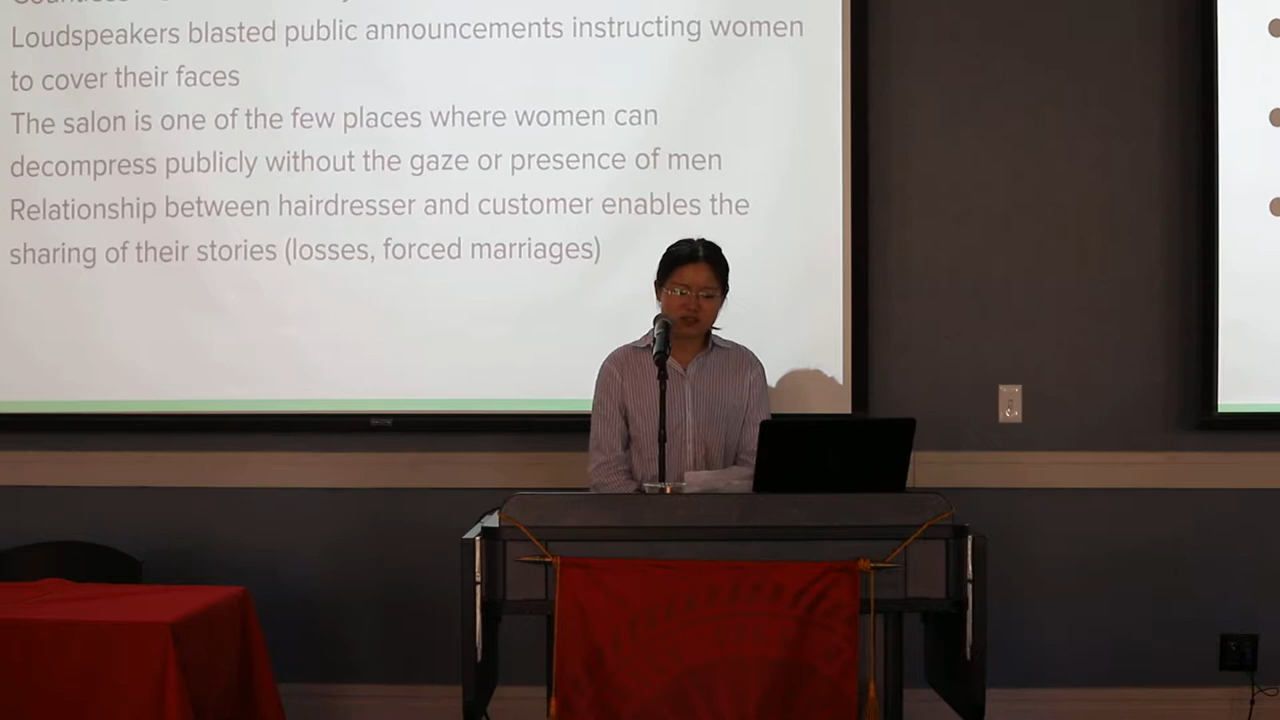 Loudspeakers blasted public announcements instructing women
to cover their faces
The salon is one of the few places where women can
decompress publicly without the gaze or presence of men
Relationship between hairdresser and customer enables the
sharing of their stories (losses, forced marriages)